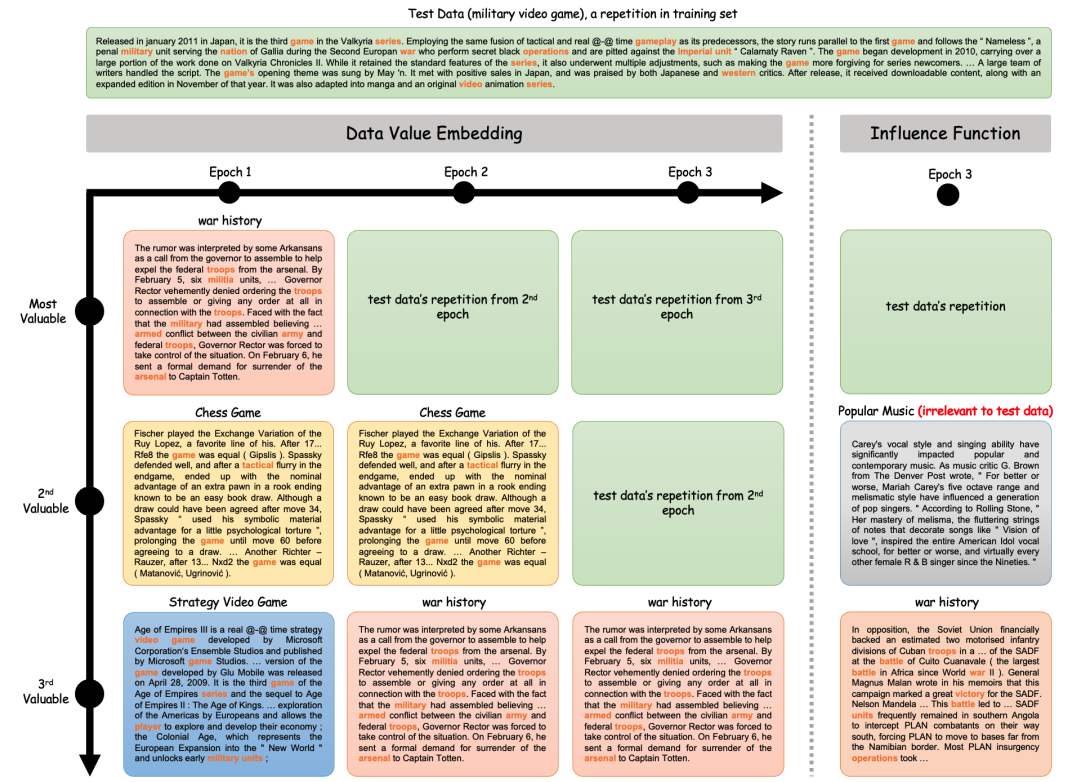 Test Data (military video game), a repetition in training set
Released in january 2011 in Japan, it is the third game in the Valkyria series. Employing the same fusion of tactical and real @-@ time gameplay as its predecessors, the story runs parallel to the first game and follows the " Nameless ", a
penal military unit serving the nation of Gallia during the Second Europan war who perform secret black operations and are pitted against the Imperial unit " Calamaty Raven ". The game began development in 2010, carrying over a
large portion of the work done on Valkyria Chronicles II. While it retained the standard features of the series, it also underwent multiple adjustments, such as making the game more forgiving for series newcomers. ... A large team of
writers handled the script. The game's opening theme was sung by May 'n. It met with positive sales in Japan, and was praised by both Japanese and western critics. After release, it received downloadable content, along with an
expanded edition in November of that year. It was also adapted into manga and an original video animation series.
Data Value Embedding
Influence Function
Epoch 1
Epoch 2
Epoch 3
Epoch 3
Most
Valuable
war history
The rumor was interpreted by some Arkansans
as a call from the governor to assemble to help
expel the federal troops from the arsenal. By
February 5, six militia units, ... Governor
Rector vehemently denied ordering the troops
to assemble or giving any order at all in
connection with the troops. Faced with the fact
that the military had assembled believing ...
armed conflict between the civilian army and
federal troops, Governor Rector was forced to
take control of the situation. On February 6, he
sent a formal demand for surrender of the
arsenal to Captain Totten.
test data's repetition from 2nd
epoch
test data's repetition from 3rd
epoch
test data's repetition
2nd
Valuable
Chess Game
Fischer played the Exchange Variation of the
Ruy Lopez, a favorite line of his. After 17...
Rfe8 the game was equal ( Gipslis ). Spassky
defended well, and after a tactical flurry in the
endgame, ended up with the nominal
advantage of an extra pawn in a rook ending
known to be an easy book draw. Although a
draw could have been agreed after move 34,
Spassky " used his symbolic material
advantage for a little psychological torture ",
prolonging the game until move 60 before
agreeing to a draw. ... Another Richter –
Rauzer, after 13... Nxd2 the game was equal
( Matanović, Ugrinović ).
Chess Game
Fischer played the Exchange Variation of the
Ruy Lopez, a favorite line of his. After 17...
Rfe8 the game was equal ( Gipslis ). Spassky
defended well, and after a tactical flurry in the
endgame, ended up with the nominal
advantage of an extra pawn in a rook ending
known to be an easy book draw. Although a
draw could have been agreed after move 34,
Spassky " used his symbolic material
advantage for a little psychological torture ",
prolonging the game until move 60 before
agreeing to a draw. ... Another Richter –
Rauzer, after 13... Nxd2 the game was equal
( Matanović, Ugrinović ).
test data's repetition from 2nd
epoch
Popular Music (irrelevant to test data)
Carey's vocal style and singing ability have
significantly impacted popular and
contemporary music. As music critic G. Brown
from The Denver Post wrote, " For better or
worse, Mariah Carey's five octave range and
melismatic style have influenced a generation
of pop singers. " According to Rolling Stone, "
Her mastery of melisma, the fluttering strings
of notes that decorate songs like " Vision of
love ", inspired the entire American Idol vocal
school, for better or worse, and virtually every
other female R & B singer since the Nineties. "
3rd
Valuable
Strategy Video Game
Age of Empires III is a real @-@ time strategy
video game developed by Microsoft
Corporation's Ensemble Studios and published
by Microsoft game Studios. ... version of the
game developed by Glu Mobile was released
on April 28, 2009. It is the third game of the
Age of Empires series and the sequel to Age
of Empires II : The Age of Kings. ... exploration
of the Americas by Europeans and allows the
player to explore and develop their economy ;
the Colonial Age, which represents the
European Expansion into the " New World "
and unlocks early military units ;
war history
The rumor was interpreted by some Arkansans
as a call from the governor to assemble to help
expel the federal troops from the arsenal. By
February 5, six militia units, ... Governor
Rector vehemently denied ordering the troops
to assemble or giving any order at all in
connection with the troops. Faced with the fact
that the military had assembled believing ...
armed conflict between the civilian army and
federal troops, Governor Rector was forced to
take control of the situation. On February 6, he
sent a formal demand for surrender of the
arsenal to Captain Totten.
war history
The rumor was interpreted by some Arkansans
as a call from the governor to assemble to help
expel the federal troops from the arsenal. By
February 5, six militia units, ... Governor
Rector vehemently denied ordering the troops
to assemble or giving any order at all in
connection with the troops. Faced with the fact
that the military had assembled believing ...
armed conflict between the civilian army and
federal troops, Governor Rector was forced to
take control of the situation. On February 6, he
sent a formal demand for surrender of the
arsenal to Captain Totten.
war history
In opposition, the Soviet Union financially
backed an estimated two motorised infantry
divisions of Cuban troops in a ... of the SADF
at the battle of Cuito Cuanavale ( the largest
battle in Africa since World war II ). General
Magnus Malan wrote in his memoirs that this
campaign marked a great victory for the SADF.
Nelson Mandela ... This battle led to ... SADF
units frequently remained in southern Angola
to intercept PLAN combatants on their way
south, forcing PLAN to move to bases far from
the Namibian border. Most PLAN insurgency
operations took ...